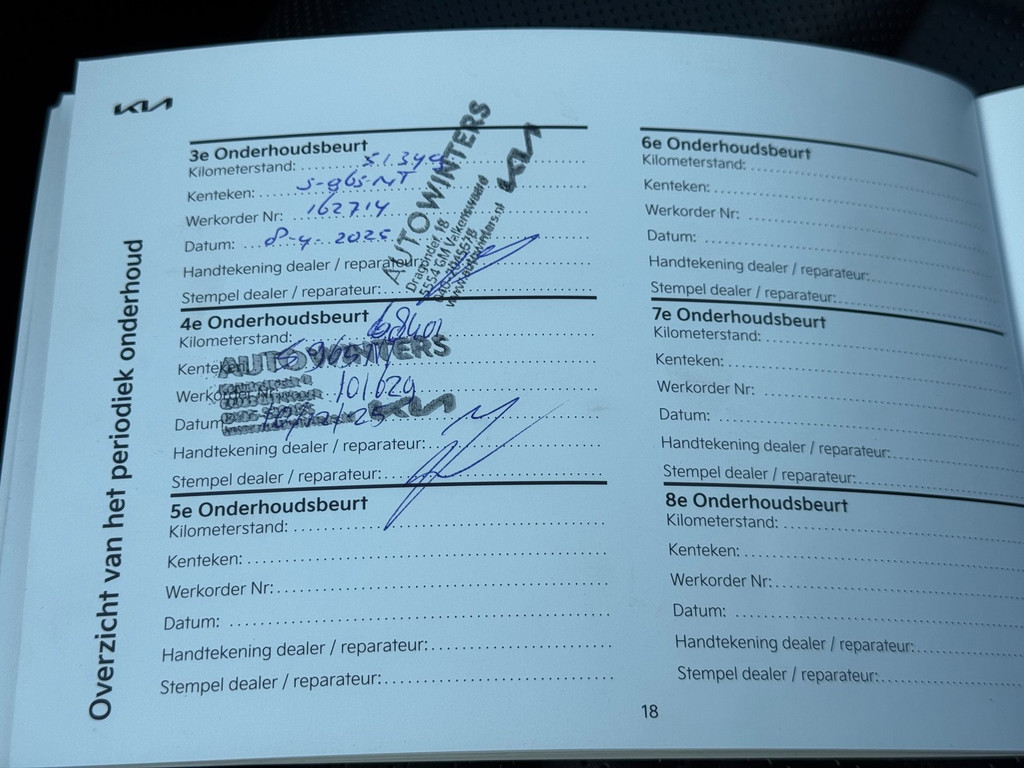 KIA
Overzicht van het periodiek onderhoud
3e Onderhoudsbeurt
Kilometerstand:
Kenteken: S-965-NT
Werkorder Nr: 162714
Datum: 8-4-2025
Handtekening dealer / reparateur:
Stempel dealer / reparateur:
AUTOWINTERS
Dragonder 18
5554 GM Valkenswaard
www.autowinters.nl
KIA
4e Onderhoudsbeurt
Kilometerstand:
Kenteken:
Werkorder Nr:
Datum:
AUTOWINTERS
KIA
Handtekening dealer / reparateur:
Stempel dealer / reparateur:
5e Onderhoudsbeurt
Kilometerstand:
Kenteken:
Werkorder Nr:
Datum:
Handtekening dealer / reparateur:
Stempel dealer / reparateur:
6e Onderhoudsbeurt
Kilometerstand:
Kenteken:
Werkorder Nr:
Datum:
Handtekening dealer / reparateur:
Stempel dealer / reparateur:
7e Onderhoudsbeurt
Kilometerstand:
Kenteken:
Werkorder Nr:
Datum:
Handtekening dealer / reparateur:
Stempel dealer / reparateur:
8e Onderhoudsbeurt
Kilometerstand:
Kenteken:
Werkorder Nr:
Datum:
Handtekening dealer / reparateur:
Stempel dealer / reparateur:
18